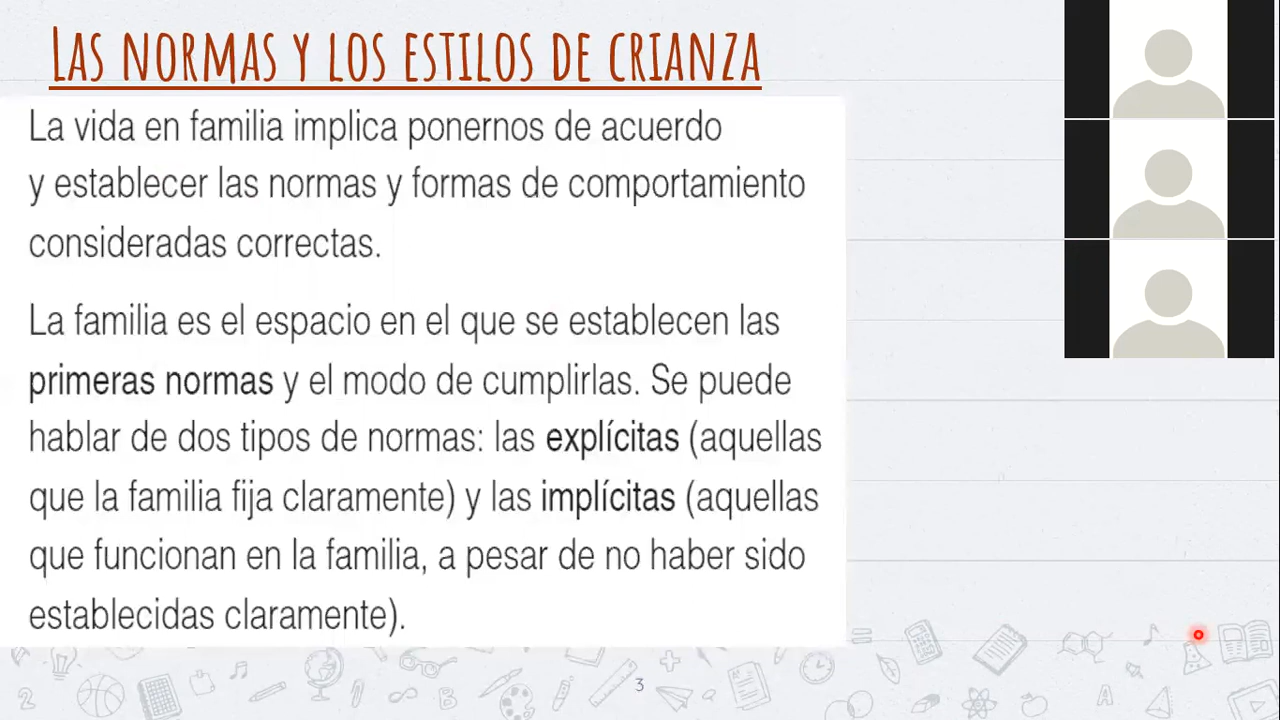 LAS NORMAS Y LOS ESTILOS DE CRIANZA
La vida en familia implica ponernos de acuerdo
y establecer las normas y formas de comportamiento
consideradas correctas.
La familia es el espacio en el que se establecen las
primeras normas y el modo de cumplirlas. Se puede
hablar de dos tipos de normas: las explícitas (aquellas
que la familia fija claramente) y las implícitas (aquellas
que funcionan en la familia, a pesar de no haber sido
establecidas claramente).
3